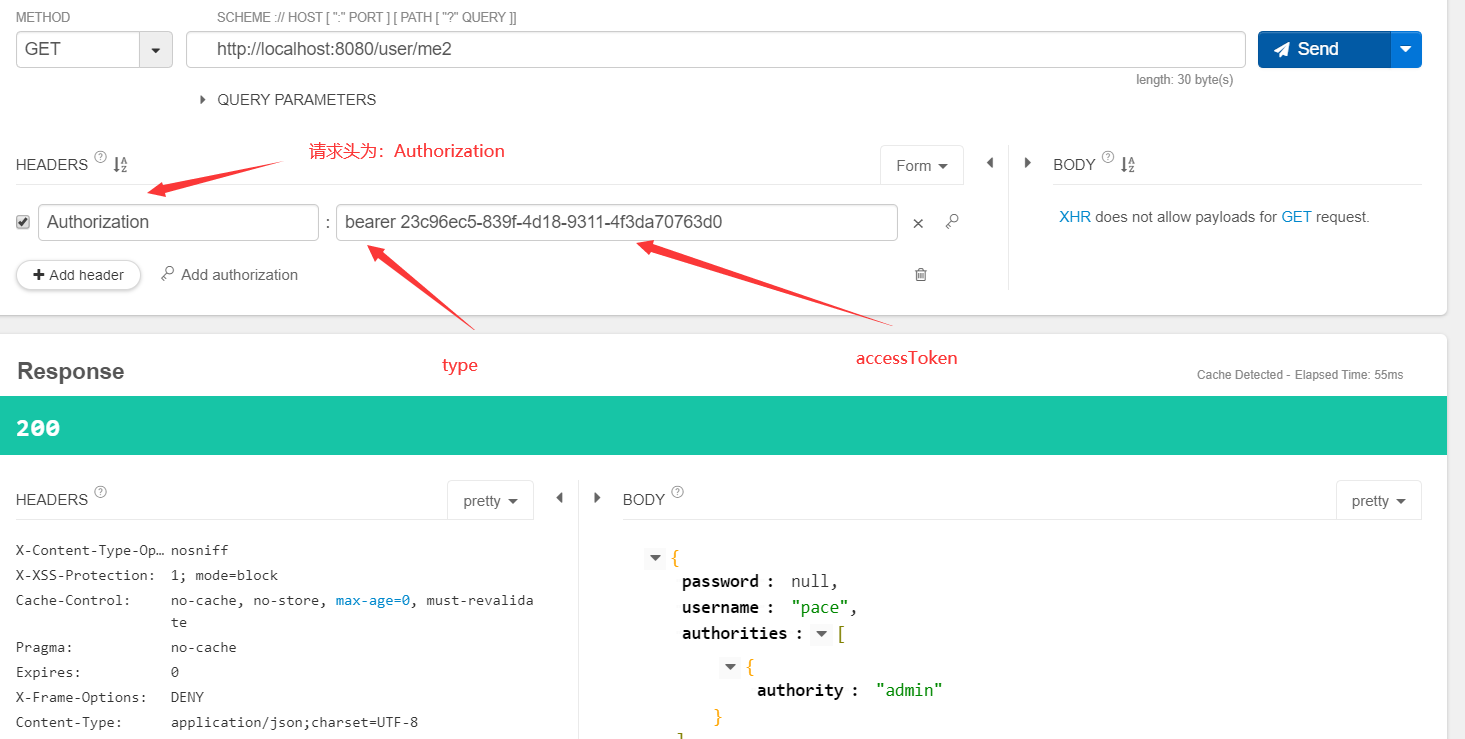 METHOD
SCHEME :// HOST [ ":" PORT ] [ PATH [ "?" QUERY ]]
GET
http://localhost:8080/user/me2
Send
length: 30 byte(s)
QUERY PARAMETERS
请求头为：Authorization
HEADERS ?
Form
BODY ?
Authorization : bearer 23c96ec5-839f-4d18-9311-4f3da70763d0
XHR does not allow payloads for GET request.
+ Add header
Add authorization
type
accessToken
Response
Cache Detected - Elapsed Time: 55ms
200
HEADERS ?
pretty
BODY ?
pretty
X-Content-Type-Op… nosniff
X-XSS-Protection: 1; mode=block
Cache-Control: no-cache, no-store, max-age=0, must-revalida
te
Pragma: no-cache
Expires: 0
X-Frame-Options: DENY
Content-Type: application/json;charset=UTF-8
{
password : null,
username : "pace",
authorities : [
{
authority : "admin"
}